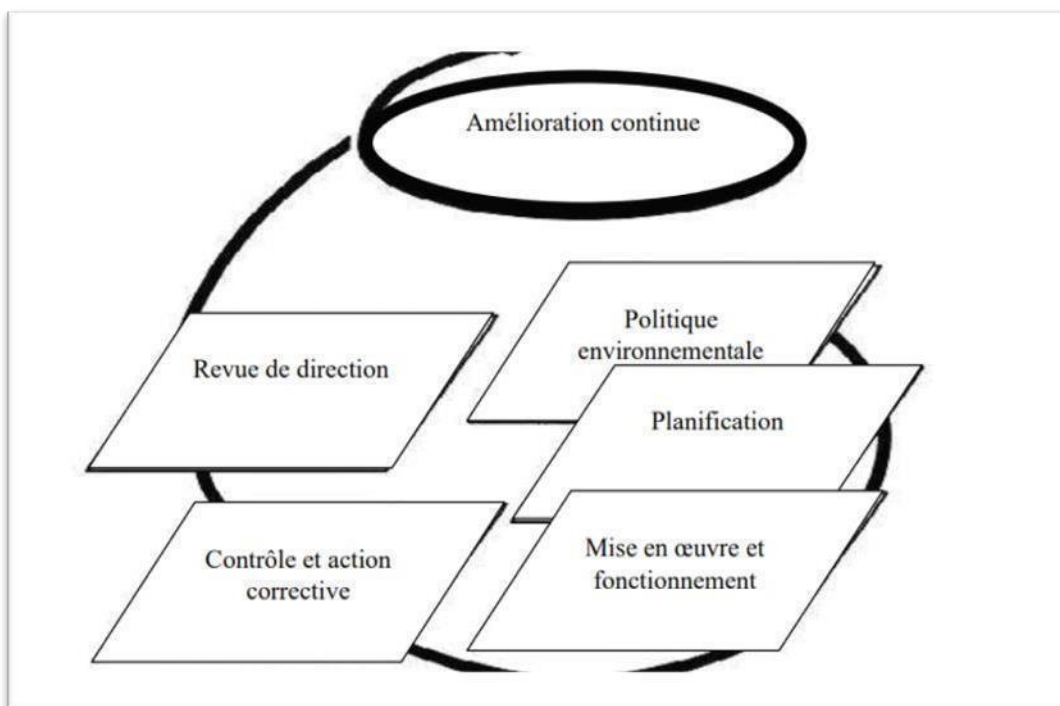 Amélioration continue
Politique
environnementale
Revue de direction
Planification
Mise en œuvre et
fonctionnement
Contrôle et action
corrective